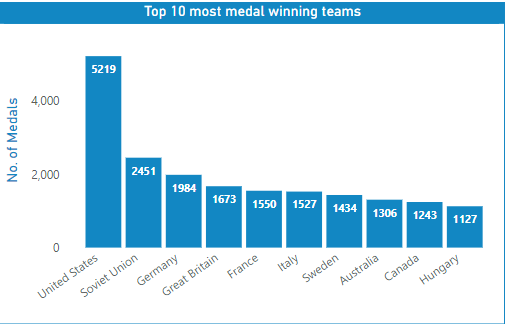 Top 10 most medal winning teams
No. of Medals
4,000
2,000
0
5219
2451
1984
1673
1550
1527
1434
1306
1243
1127
United States
Soviet Union
Germany
Great Britain
France
Italy
Sweden
Australia
Canada
Hungary